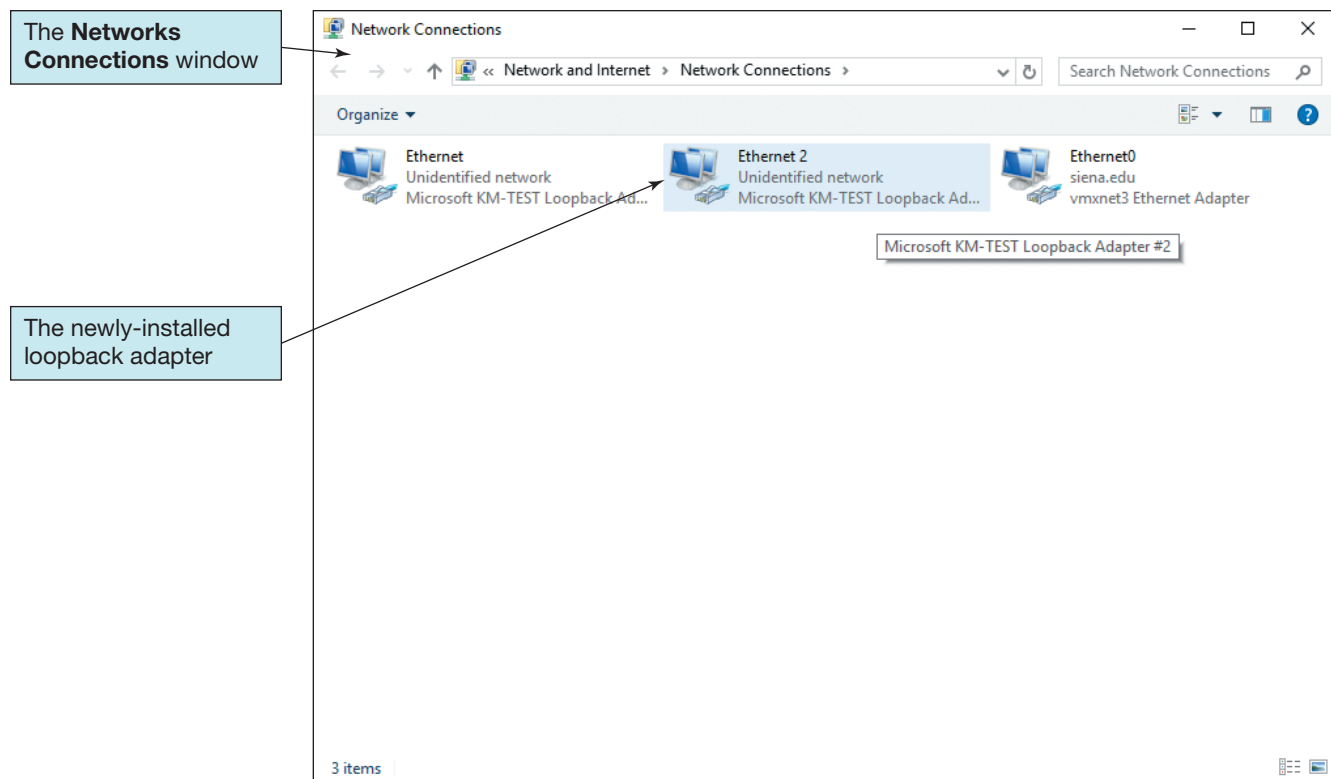 The Networks
Connections window
Network Connections
« Network and Internet › Network Connections ›
Search Network Connections
Organize
Ethernet
Unidentified network
Microsoft KM-TEST Loopback Ad...
Ethernet 2
Unidentified network
Microsoft KM-TEST Loopback Ad...
Ethernet0
siena.edu
vmxnet3 Ethernet Adapter
Microsoft KM-TEST Loopback Adapter #2
The newly-installed
loopback adapter
3 items